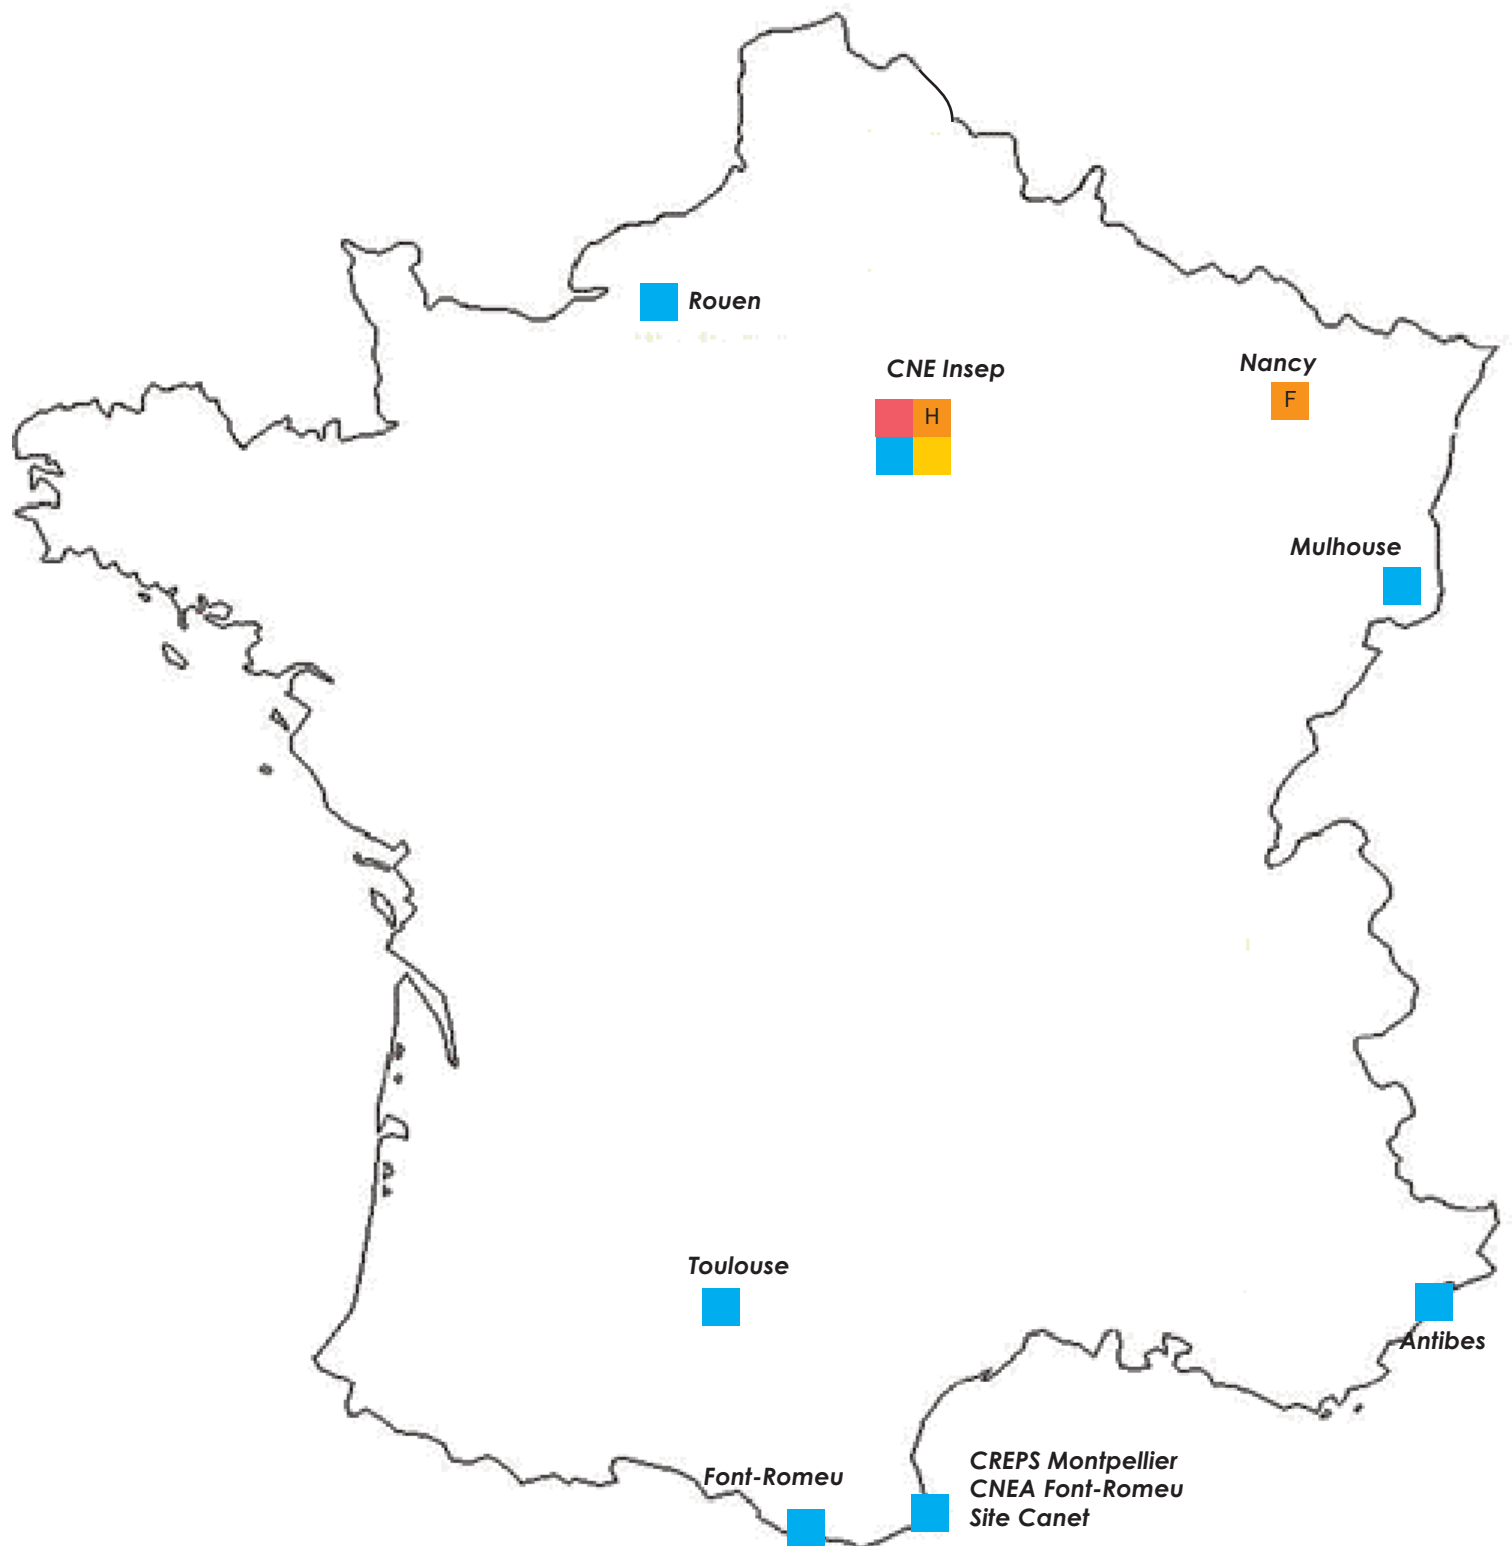 Rouen
CNE Insep
H
Nancy
F
Mulhouse
Toulouse
Antibes
Font-Romeu
CREPS Montpellier
CNEA Font-Romeu
Site Canet